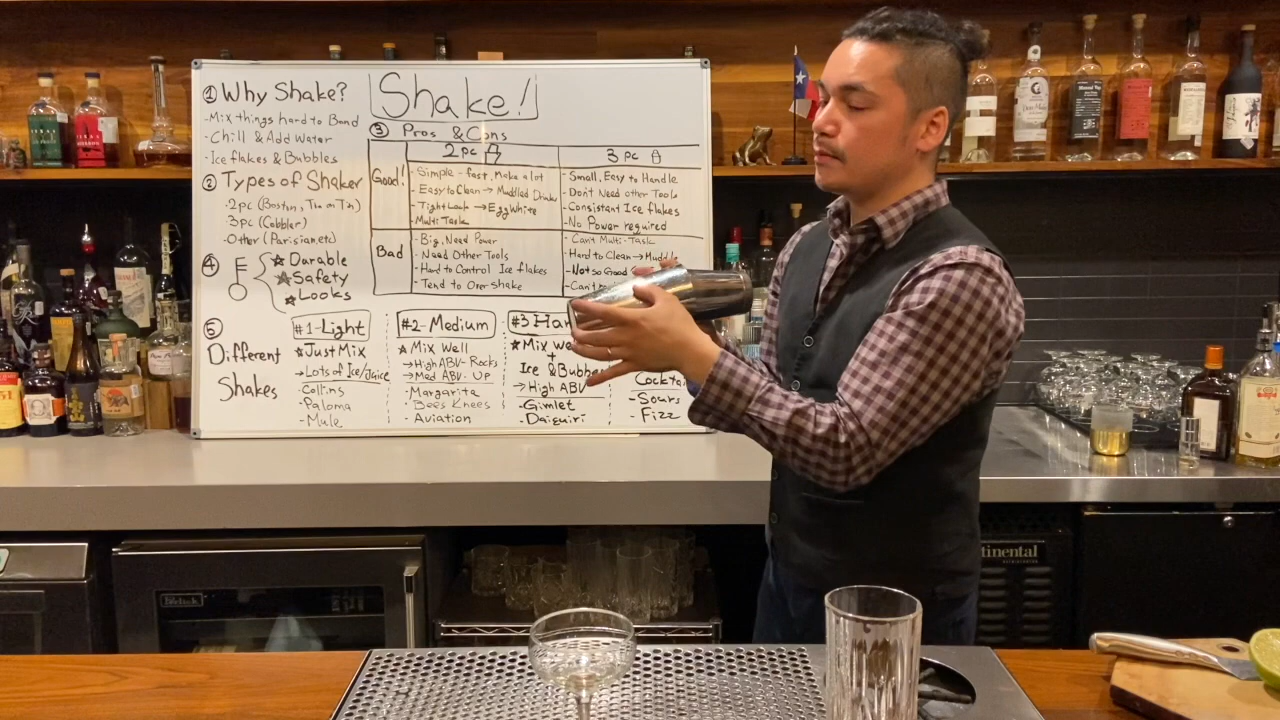 Shake!
① Why Shake?
-Mix things hard to Band
-Chill & Add Water
-Ice flakes & Bubbles
② Types of Shaker
-2pc (Boston, Tin on Tin)
3pc (Cobbler)
-Other (Parisian, etc)
③ Pros & Cons
2pc
3pc
Good!
-Simple - fast, Make a lot
-Easy to Clean → Muddled Drinks
-Tight Lock → Egg White
Multi Task
-Small, Easy to Handle
-Don't Need other Tools
-Consistant Ice flakes
-No Power required
Bad
-Big, Need Power
-Need Other Tools
-Hard to Control Ice flakes
-Tend to Over shake
-Can't Multi-Task
-Hard to Clean → Muddle
-Not so Good
-Can't
④
★ Durable
★ Safety
★ Looks
⑤
Different
Shakes
#1-Light
★ Just Mix
→ Lots of Ice/Juice
-Collins
-Paloma
-Mule
#2-Medium
★ Mix Well
→ High ABV-Rocks
→ Med ABV-Up
-Margarita
-Bees Knees
-Aviation
#3
★ Mix
+
Ice & Bubbles
→ High ABV
-Gimlet
-Daiquiri
-Sours
-Fizz